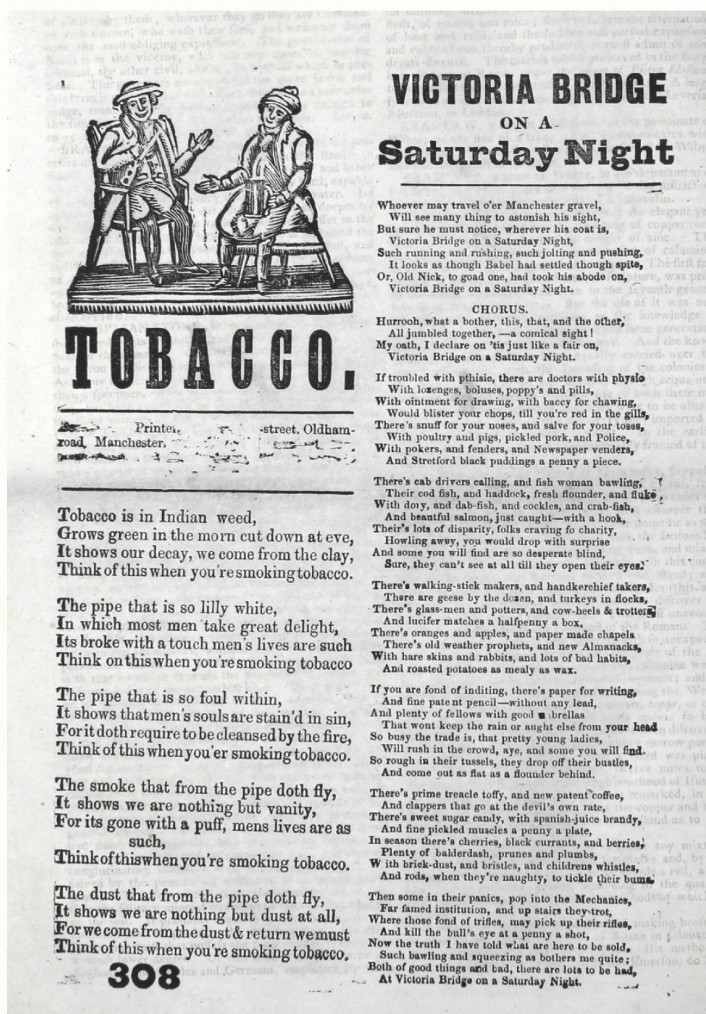 TOBACCO.
Printer, -street, Oldham-
road, Manchester,
Tobacco is in Indian weed,
Grows green in the morn cut down at eve,
It shows our decay, we come from the clay,
Think of this when you're smoking tobacco.
The pipe that is so lilly white,
In which most men take great delight,
Its broke with a touch men's lives are such
Think on this when you're smoking tobacco
The pipe that is so foul within,
It shows that men's souls are stain'd in sin,
For it doth require to be cleansed by the fire,
Think of this when you'er smoking tobacco.
The smoke that from the pipe doth fly,
It shows we are nothing but vanity,
For its gone with a puff, mens lives are as
such,
Think of this when you're smoking tobacco.
The dust that from the pipe doth fly,
It shows we are nothing but dust at all,
For we come from the dust & return we must
Think of this when you're smoking tobacco.
308
VICTORIA BRIDGE
ON A
Saturday Night
Whoever may travel o'er Manchester gravel,
Will see many thing to astonish his sight,
But sure he must notice, wherever his coat is,
Victoria Bridge on a Saturday Night,
Such running and rushing, such jolting and pushing,
It looks as though Babel had settled though spite,
Or, Old Nick, to goad one, had took his abode on,
Victoria Bridge on a Saturday Night.
CHORUS.
Hurrooh, what a bother, this, that, and the other,
All jumbled together, —a comical sight!
My oath, I declare on 'tis just like a fair on,
Victoria Bridge on a Saturday Night.
If troubled with pthisic, there are doctors with physic
With lozenges, boluses, poppy's and pills,
With ointment for drawing, with baccy for chawing,
Would blister your chops, till you're red in the gills,
There's snuff for your noses, and salve for your toses,
With poultry and pigs, pickled pork, and Police,
With pokers, and fenders, and Newspaper venders,
And Stretford black puddings a penny a piece.
There's cab drivers calling, and fish woman bawling,
Their cod fish, and haddock, fresh flounder, and fluke,
With dory, and dab-fish, and cockles, and crab-fish,
And beautful salmon, just caught—with a hook,
Their's lots of disparity, folks craving fo charity,
Howling away, you would drop with surprise
And some you will find are so desperate blind,
Sure, they can't see at all till they open their eyes.
There's walking-stick makers, and handkerchief takers,
There are geese by the dozen, and turkeys in flocks,
There's glass-men and potters, and cow-heels & trotters,
And lucifer matches a halfpenny a box,
There's oranges and apples, and paper made chapels
There's old weather prophets, and new Almanacks,
With hare skins and rabbits, and lots of bad habits,
And roasted potatoes as mealy as wax.
If you are fond of inditing, there's paper for writing,
And fine patent pencil—without any lead,
And plenty of fellows with good brellas
That wont keep the rain or aught else from your head
So busy the trade is, that pretty young ladies,
Will rush in the crowd, aye, and some you will find.
So rough in their tussels, they drop off their bustles,
And come out as flat as a flounder behind.
There's prime treacle toffy, and new patent coffee,
And clappers that go at the devil's own rate,
There's sweet sugar candy, with spanish-juice brandy,
And fine pickled muscles a penny a plate,
In season there's cherries, black currants, and berries,
Plenty of balderdash, prunes and plumbs,
W ith brick-dust, and bristles, and childrens whistles,
And rods, when they're naughty, to tickle their bums.
Then some in their panics, pop into the Mechanics,
Far famed institution, and up stairs they-trot,
Where those fond of trifles, may pick up their rifles,
And kill the bull's eye at a penny a shot,
Now the truth I have told what are here to be sold,
Such bawling and squeezing as bothers me quite;
Both of good things and bad, there are lots to be had,
At Victoria Bridge on a Saturday Night.